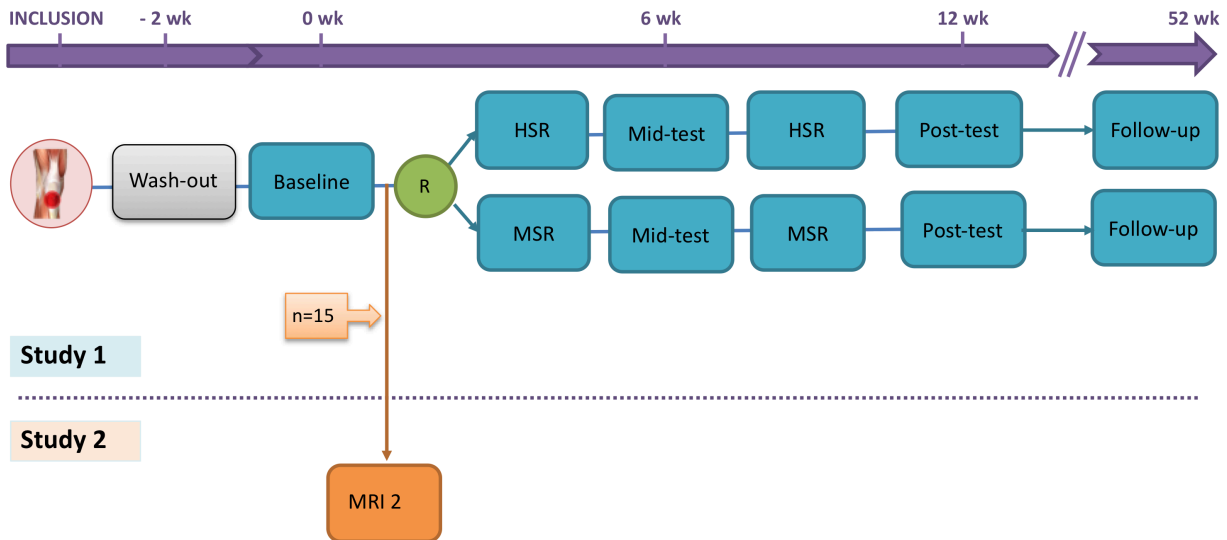 INCLUSION - 2 wk 0 wk 6 wk 12 wk 52 wk
HSR Mid-test HSR Post-test Follow-up
Wash-out Baseline R
MSR Mid-test MSR Post-test Follow-up
n=15
Study 1
Study 2
MRI 2